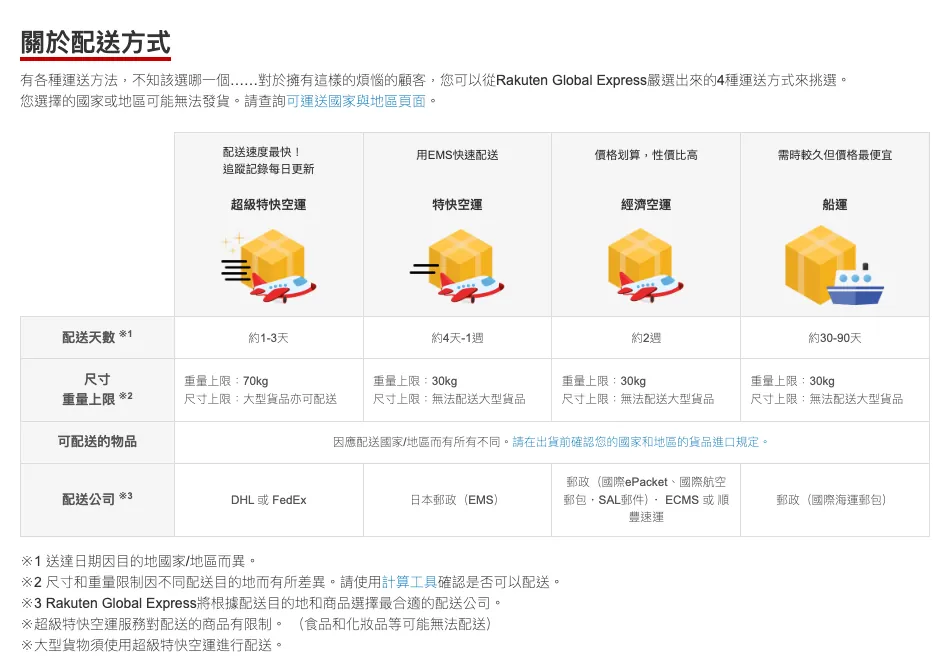 關於配送方式
有各種運送方法，不知該選哪一個……對於擁有這樣的煩惱的顧客，您可以從Rakuten Global Express嚴選出來的4種運送方式來挑選。
您選擇的國家或地區可能無法發貨。請查詢可運送國家與地區頁面。
配送速度最快！
追蹤記錄每日更新
超級特快空運
用EMS快速配送
特快空運
價格划算，性價比高
經濟空運
需時較久但價格最便宜
船運
配送天數 ※1
約1-3天
約4天-1週
約2週
約30-90天
尺寸
重量上限 ※2
重量上限：70kg
尺寸上限：大型貨品亦可配送
重量上限：30kg
尺寸上限：無法配送大型貨品
重量上限：30kg
尺寸上限：無法配送大型貨品
重量上限：30kg
尺寸上限：無法配送大型貨品
可配送的物品
因應配送國家/地區而有所有不同。請在出貨前確認您的國家和地區的貨品進口規定。
配送公司 ※3
DHL 或 FedEx
日本郵政（EMS）
郵政（國際ePacket、國際航空
郵包・SAL郵件）・ ECMS 或 順
豐速運
郵政（國際海運郵包）
※1 送達日期因目的地國家/地區而異。
※2 尺寸和重量限制因不同配送目的地而有所差異。請使用計算工具確認是否可以配送。
※3 Rakuten Global Express將根據配送目的地和商品選擇最合適的配送公司。
※超級特快空運服務對配送的商品有限制。（食品和化妝品等可能無法配送）
※大型貨物須使用超級特快空運進行配送。